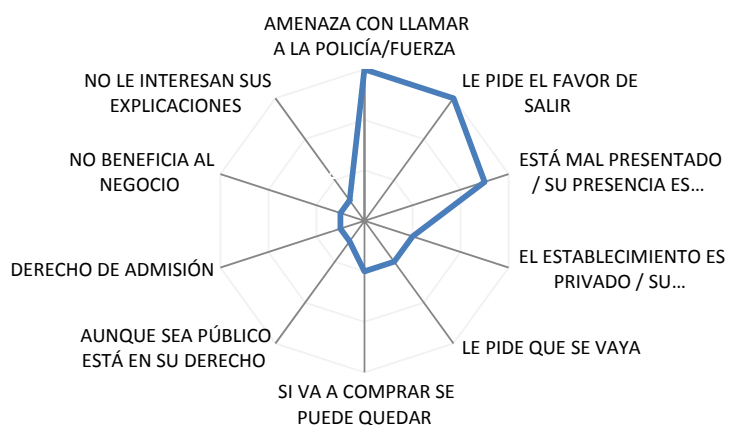 AMENAZA CON LLAMAR
A LA POLICÍA/FUERZA
LE PIDE EL FAVOR DE
SALIR
ESTÁ MAL PRESENTADO
/ SU PRESENCIA ES...
EL ESTABLECIMIENTO ES
PRIVADO / SU...
LE PIDE QUE SE VAYA
SI VA A COMPRAR SE
PUEDE QUEDAR
AUNQUE SEA PÚBLICO
ESTÁ EN SU DERECHO
DERECHO DE ADMISIÓN
NO BENEFICIA AL
NEGOCIO
NO LE INTERESAN SUS
EXPLICACIONES